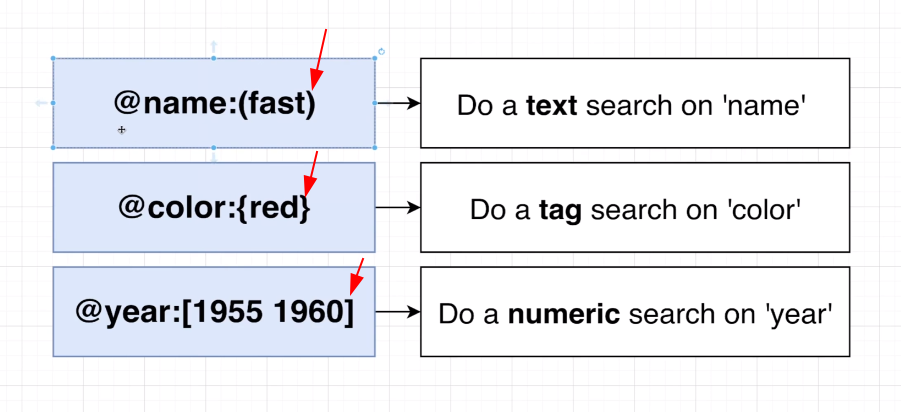 @name:(fast)
Do a text search on 'name'
@color:{red}
Do a tag search on 'color'
@year:[1955 1960]
Do a numeric search on 'year'